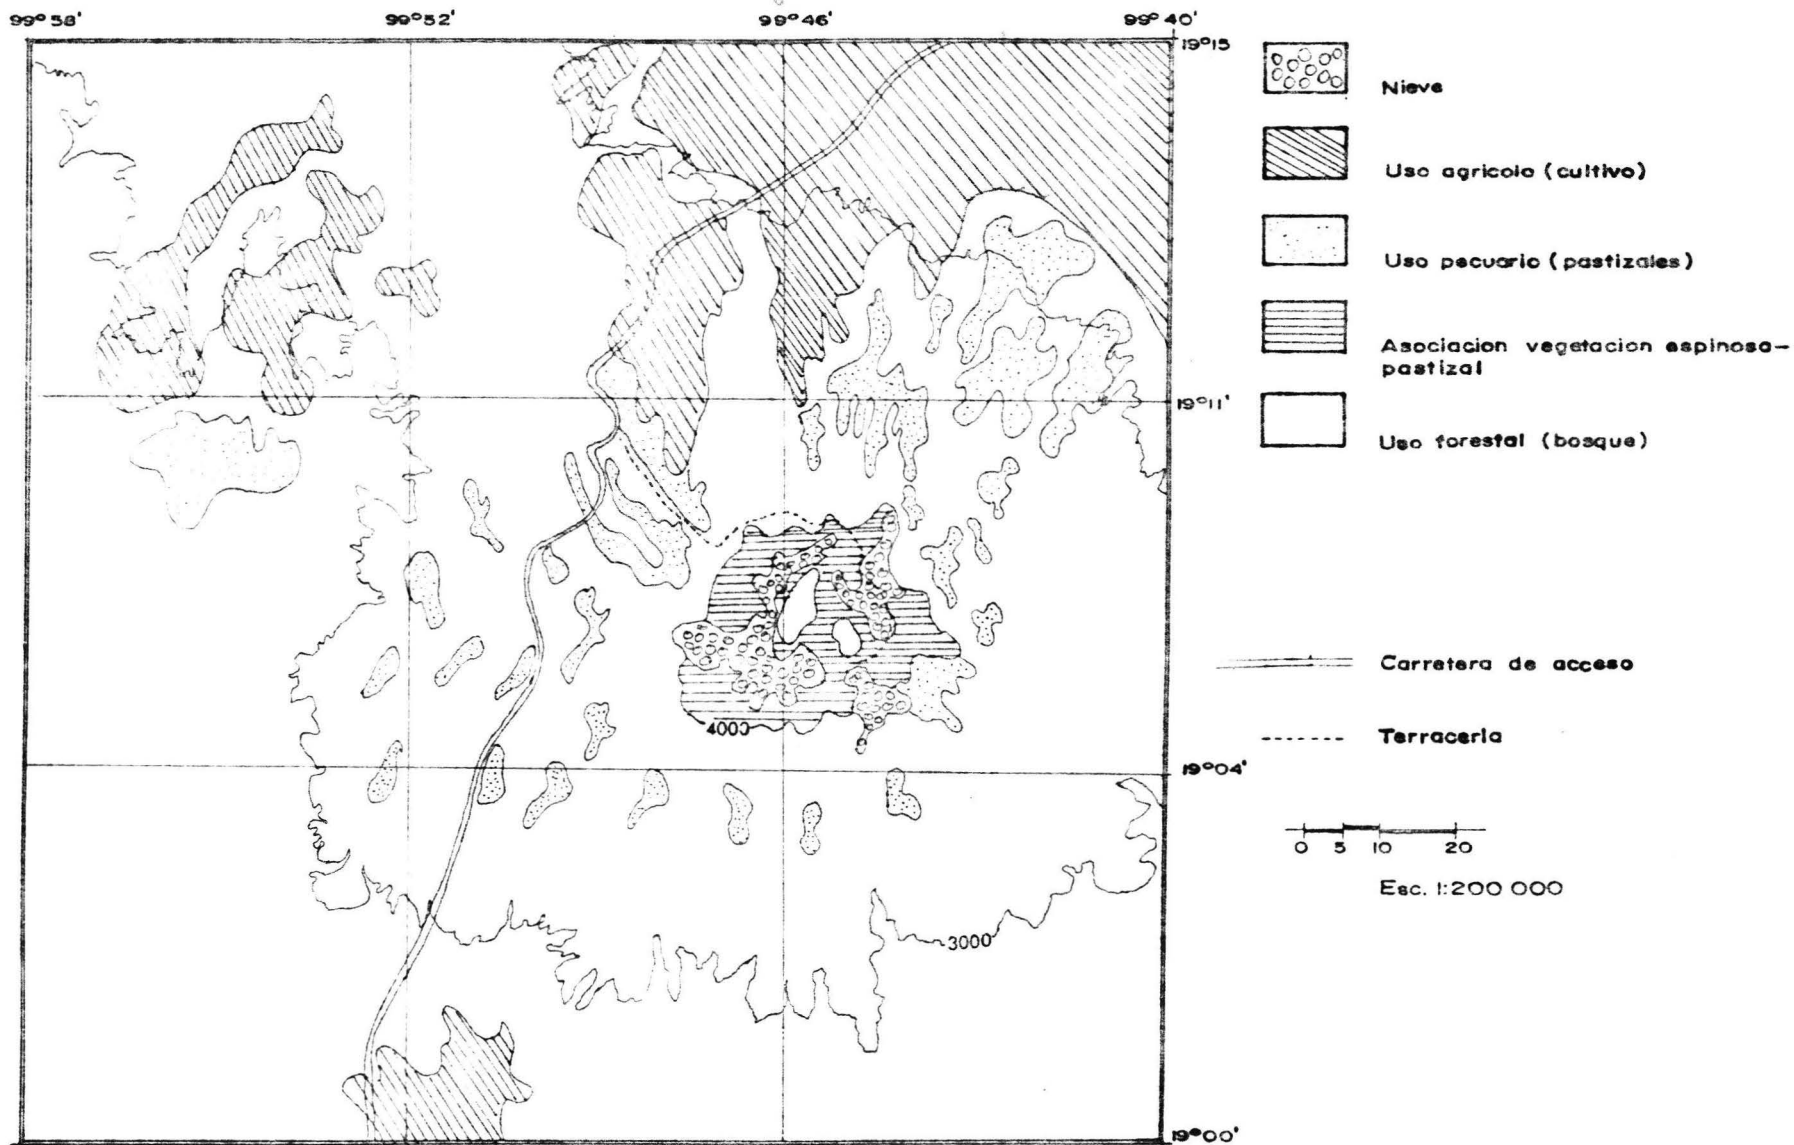 99° 58' 99° 52' 99° 46' 99° 40'
19° 15
19° 11'
19° 04'
19° 00'
4000
3000
Nieve
Uso agricolo (cultivo)
Uso pecuario (pastizales)
Asociacion vegetacion espinosa-
pastizal
Uso forestal (bosque)
Carretera de acceso
Terraceria
0 5 10 20
Esc. 1:200 000